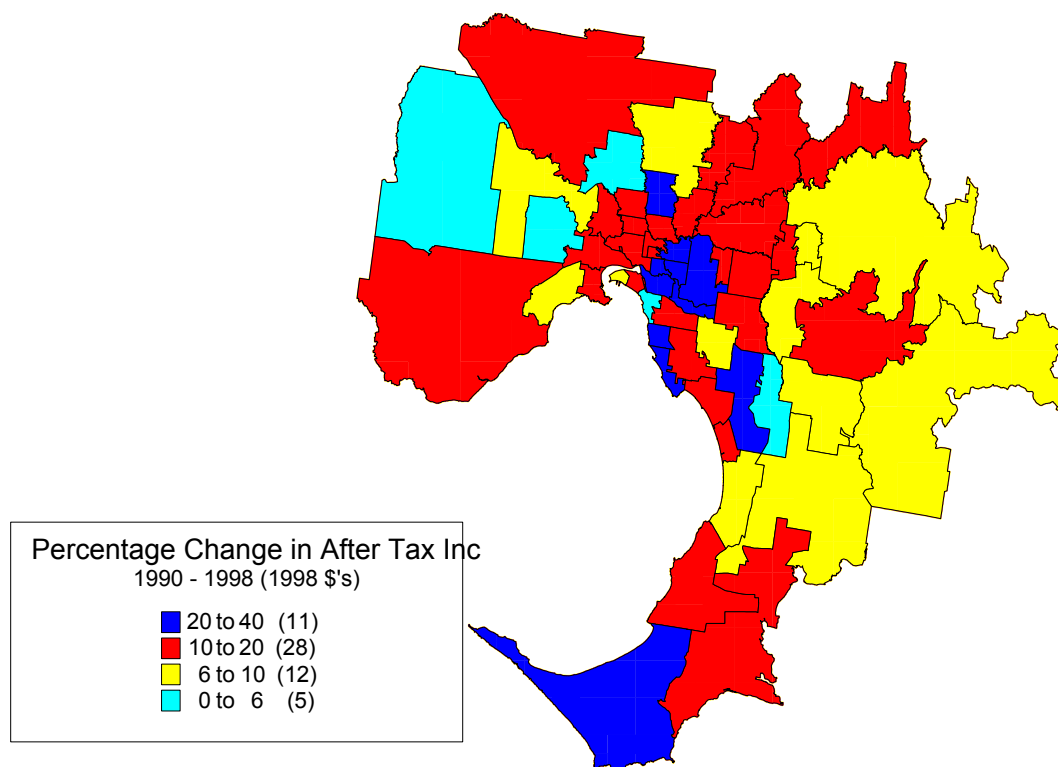 Percentage Change in After Tax Inc
1990 - 1998 (1998 $'s)
20 to 40 (11)
10 to 20 (28)
6 to 10 (12)
0 to 6 (5)